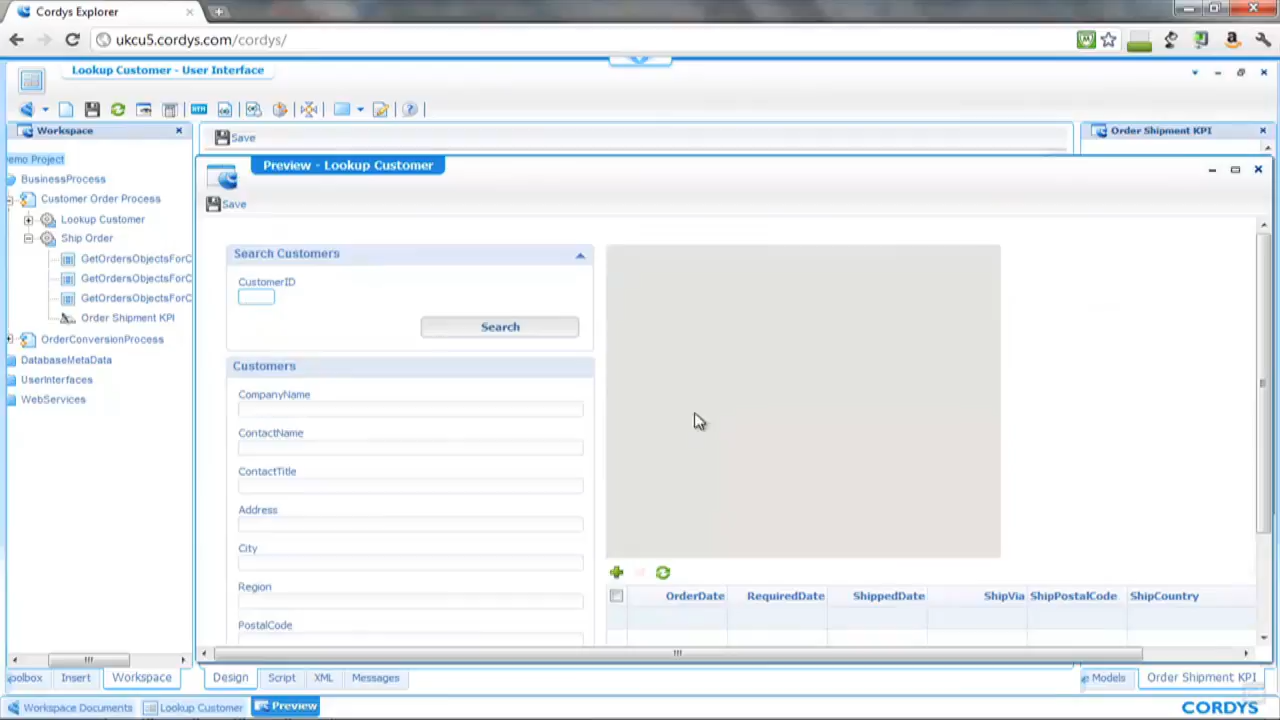 Cordys Explorer
ukcu5.cordys.com/cordys/
Lookup Customer - User Interface
Workspace
Save
Order Shipment KPI
Preview - Lookup Customer
Save
emo Project
BusinessProcess
Customer Order Process
Lookup Customer
Ship Order
GetOrdersObjectsForC
GetOrdersObjectsForC
GetOrdersObjectsForC
Order Shipment KPI
OrderConversionProcess
DatabaseMetaData
UserInterfaces
WebServices
Search Customers
CustomerID
Search
Customers
CompanyName
ContactName
ContactTitle
Address
City
Region
PostalCode
OrderDate RequiredDate ShippedDate ShipVia ShipPostalCode ShipCountry
oolbox Insert Workspace Design Script XML Messages Models Order Shipment KPI
Workspace Documents Lookup Customer Preview CORDYS